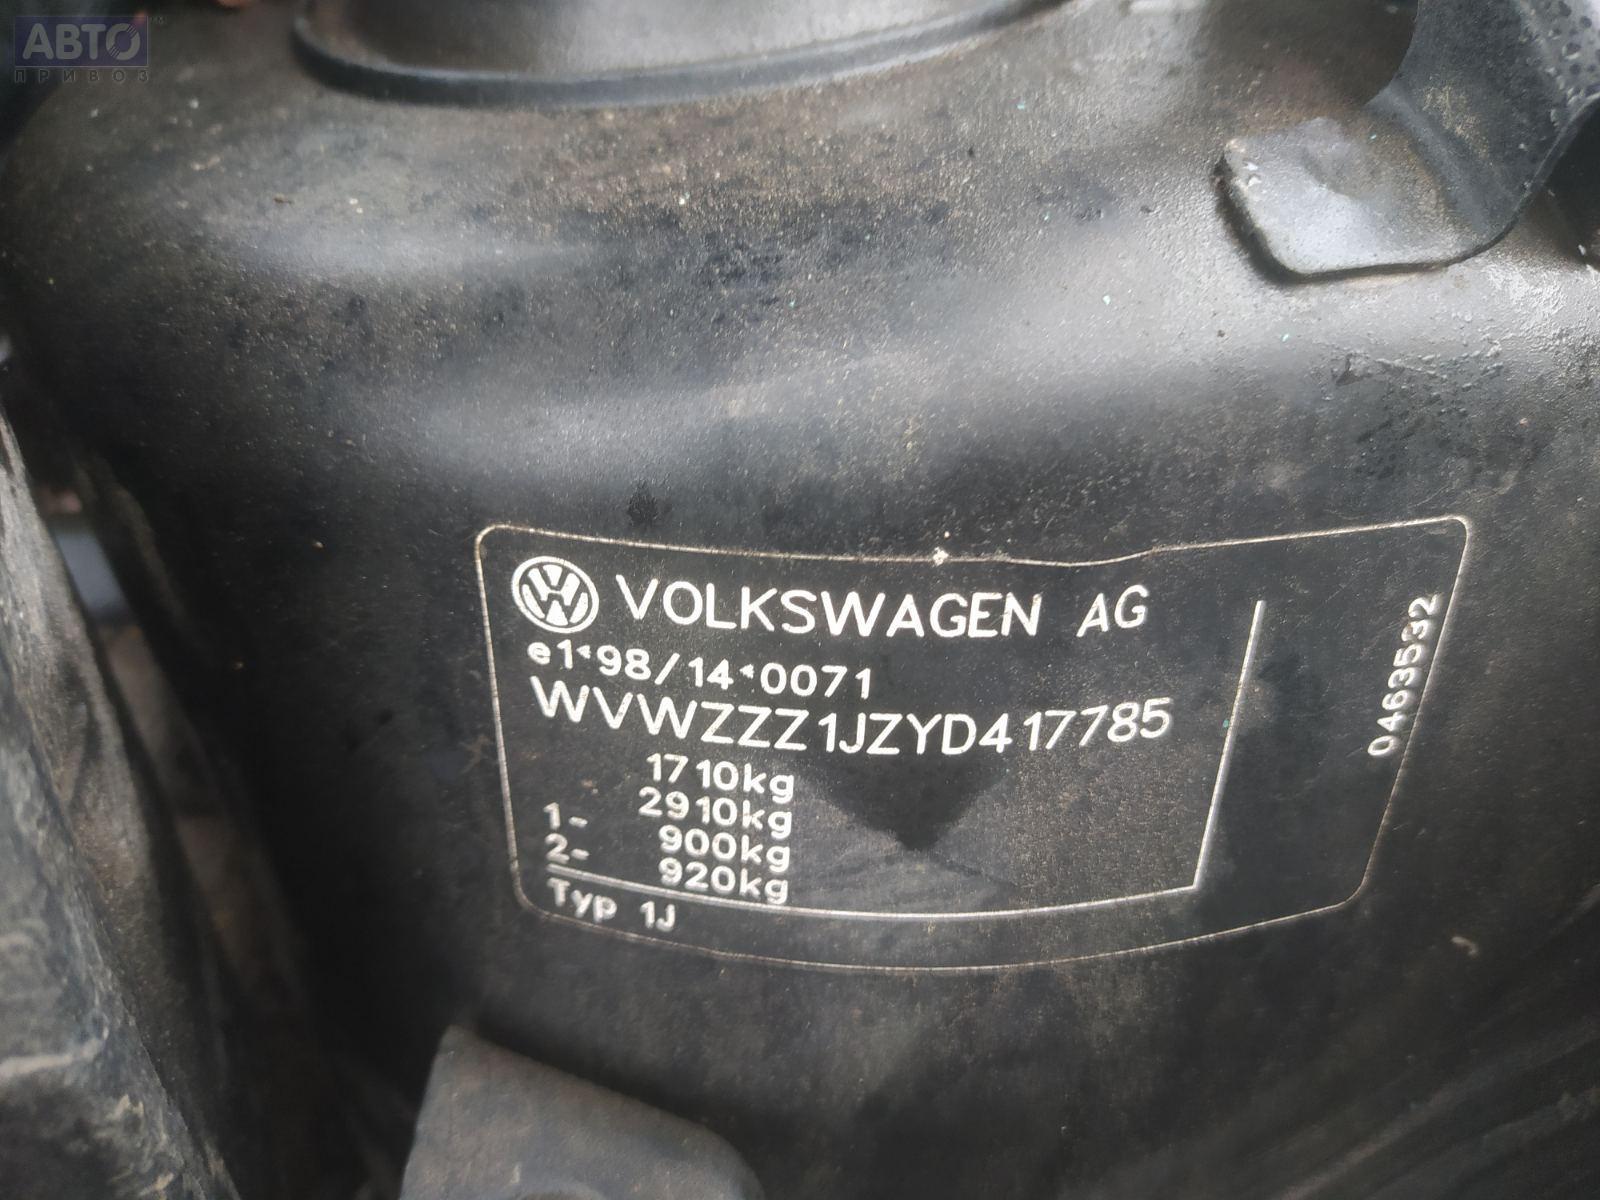 АВТО
ПРИВОЗ
VOLKSWAGEN AG
e1*98/14*0071
WVWZZZ1JZYD417785
1710kg
2910kg
1- 900kg
2- 920kg
Typ 1J
0463532